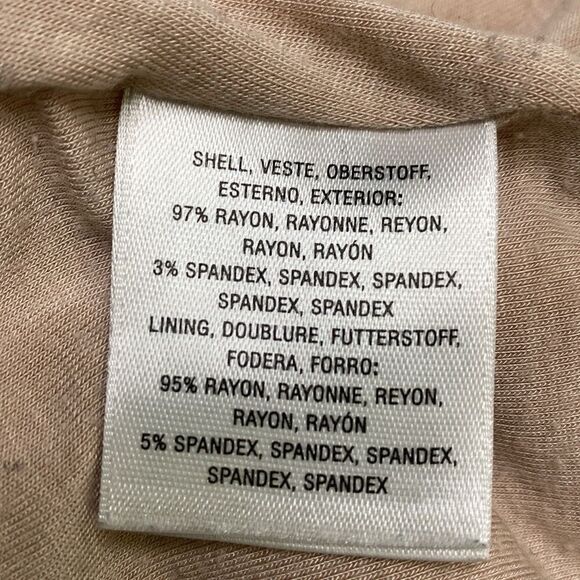 SHELL, VESTE, OBERSTOFF,
ESTERNO, EXTERIOR:
97% RAYON, RAYONNE, REYON,
RAYON, RAYÓN
3% SPANDEX, SPANDEX, SPANDEX,
SPANDEX, SPANDEX
LINING, DOUBLURE, FUTTERSTOFF,
FODERA, FORRO:
95% RAYON, RAYONNE, REYON,
RAYON, RAYÓN
5% SPANDEX, SPANDEX, SPANDEX,
SPANDEX, SPANDEX